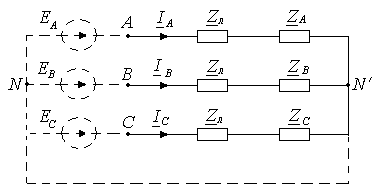 E_A A I_A Z_л Z_A
N E_B B I_B Z_л Z_B N'
E_C C I_C Z_л Z_C